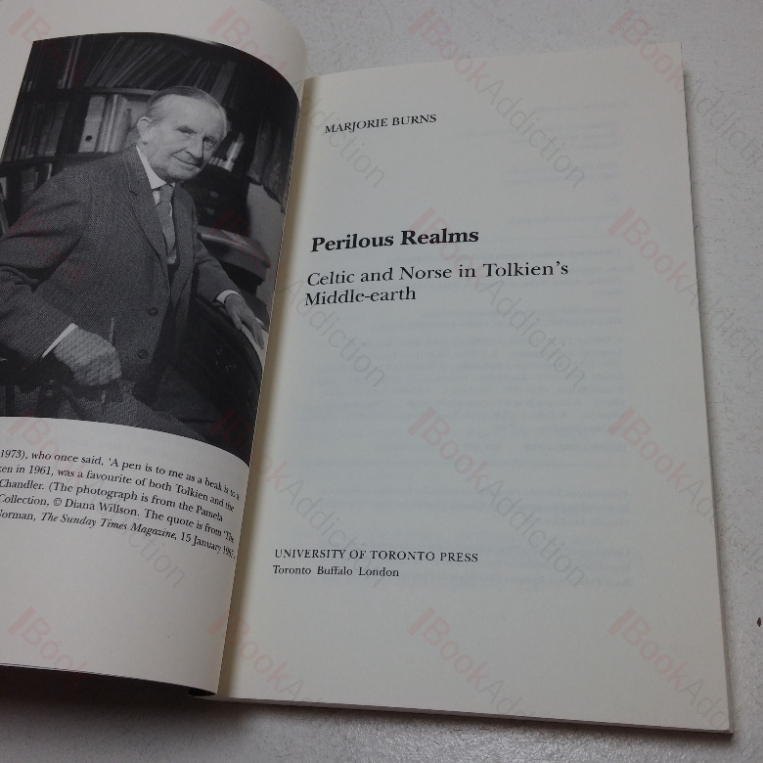 1973), who once said, 'A pen is to me as a beak is to a
ken in 1961, was a favourite of both Tolkien and the
Chandler. (The photograph is from the Pamela
Collection, © Diana Willson. The quote is from 'The
Norman, The Sunday Times Magazine, 15 January
MARJORIE BURNS
Perilous Realms
Celtic and Norse in Tolkien's
Middle-earth
UNIVERSITY OF TORONTO PRESS
Toronto Buffalo London
BookAddiction